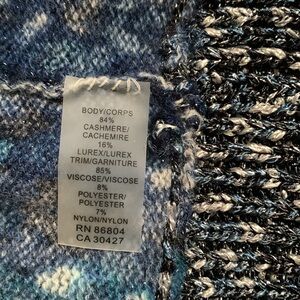 BODY/CORPS
84%
CASHMERE/
CACHEMIRE
16%
LUREX/LUREX
TRIM/GARNITURE
85%
VISCOSE/VISCOSE
8%
POLYESTER/
POLYESTER
7%
NYLON/NYLON
RN 86804
CA 30427